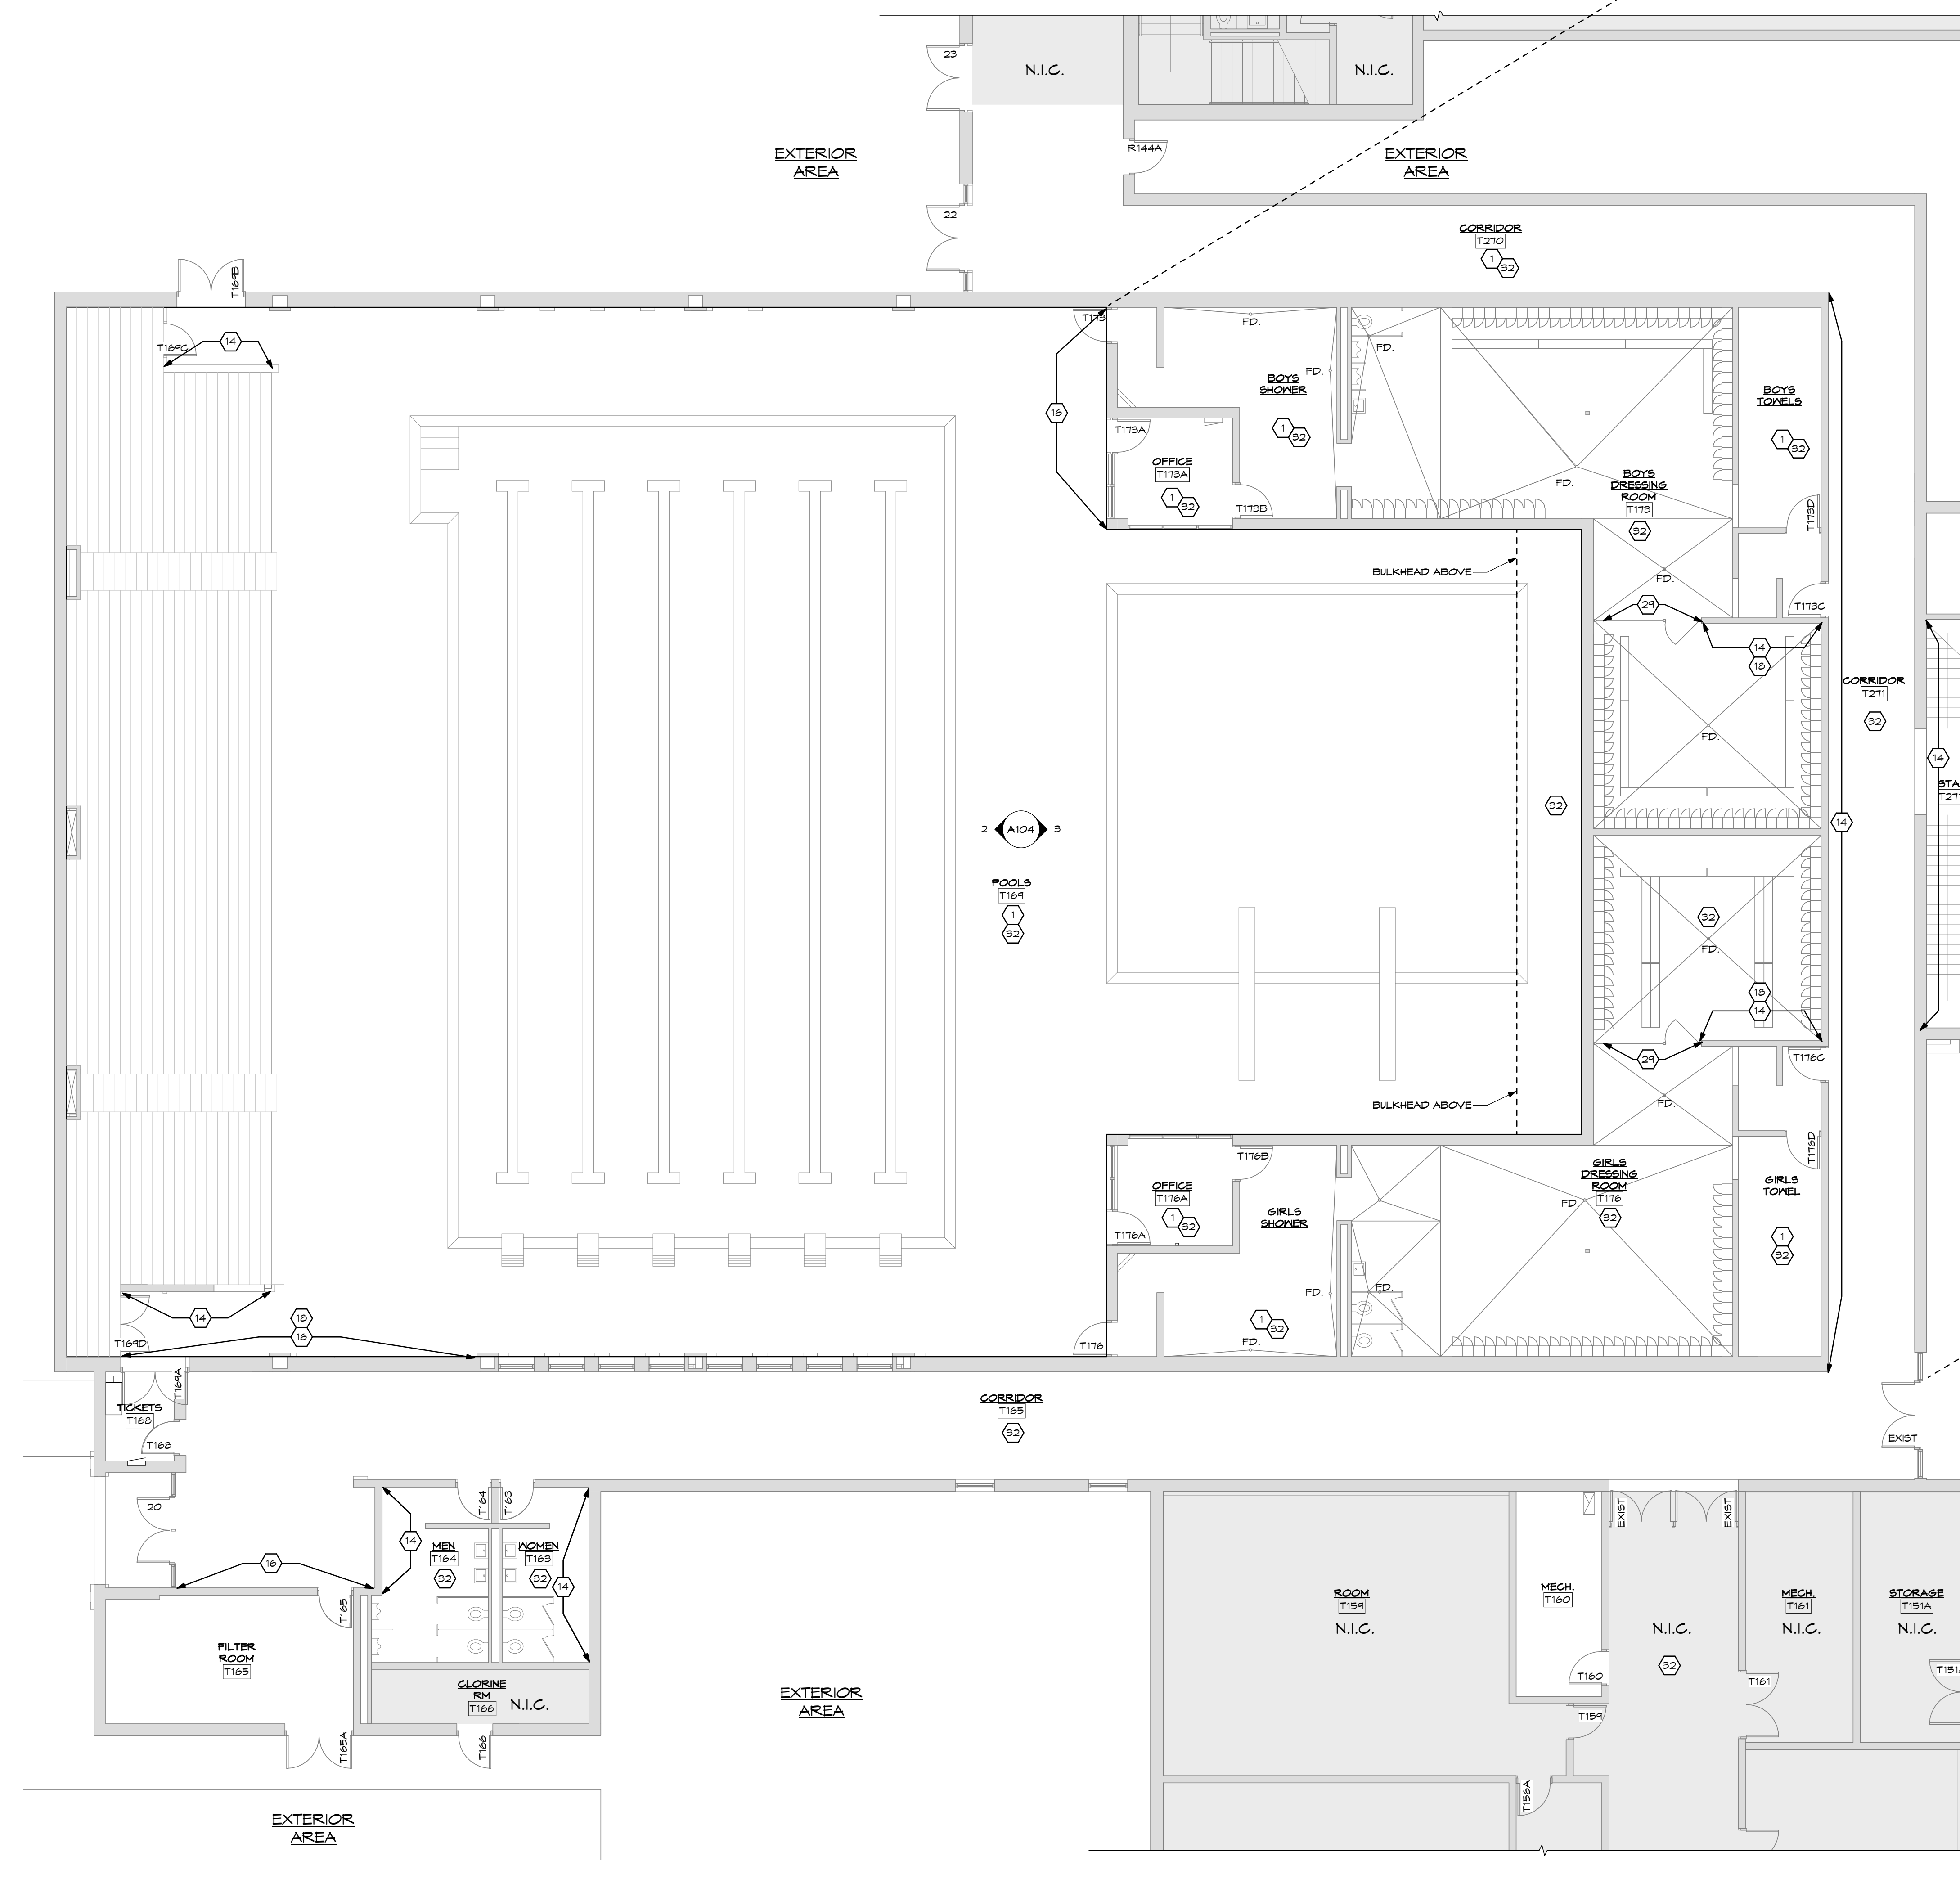 23
N.I.C.
N.I.C.
EXTERIOR
AREA
R144A
EXTERIOR
AREA
22
CORRIDOR
T270
1
32
T169B
T169C
14
T173
FD.
FD.
FD.
BOYS
SHOWER
1
32
BOYS
TOWELS
1
32
16
T173A
OFFICE
T173A
1
32
T173B
FD.
BOYS
DRESSING
ROOM
T173
32
T173D
BULKHEAD ABOVE
FD.
29
T173C
14
18
CORRIDOR
T271
32
FD.
14
14
32
2
A104
3
POOLS
T169
1
32
32
FD.
18
14
29
T176C
FD.
BULKHEAD ABOVE
T176B
OFFICE
T176A
1
32
T176A
GIRLS
SHOWER
GIRLS
DRESSING
ROOM
T176
32
FD.
T176D
GIRLS
TOWEL
1
32
FD.
FD.
1
32
FD.
T176
14
18
16
T169D
T169A
TICKETS
T168
T168
CORRIDOR
T165
32
EXIST
20
T164
T163
EXIST
EXIST
14
MEN
T164
32
WOMEN
T163
32
14
16
T165
ROOM
T159
N.I.C.
MECH.
T160
N.I.C.
32
MECH.
T161
N.I.C.
STORAGE
T151A
N.I.C.
FILTER
ROOM
T165
CLORINE
RM
T166
N.I.C.
T160
T161
T159
T165A
T166
EXTERIOR
AREA
T156A
EXTERIOR
AREA